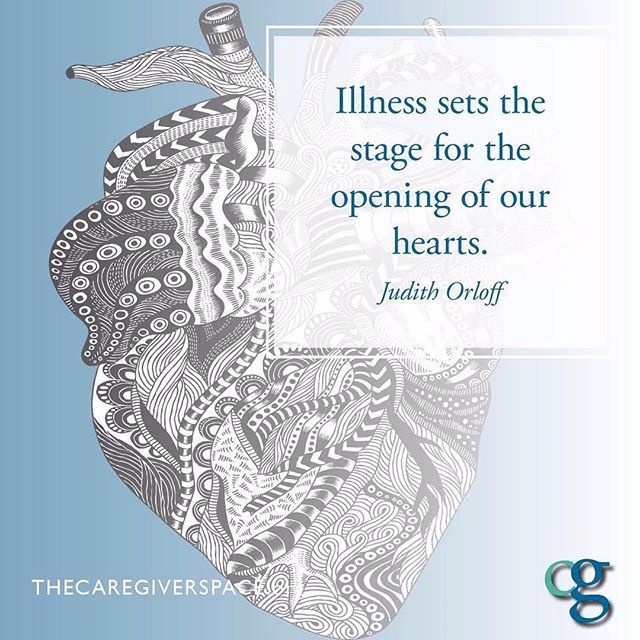 Illness sets the
stage for the
opening of our
hearts.
Judith Orloff
THECAREGIVERSPACE
cg